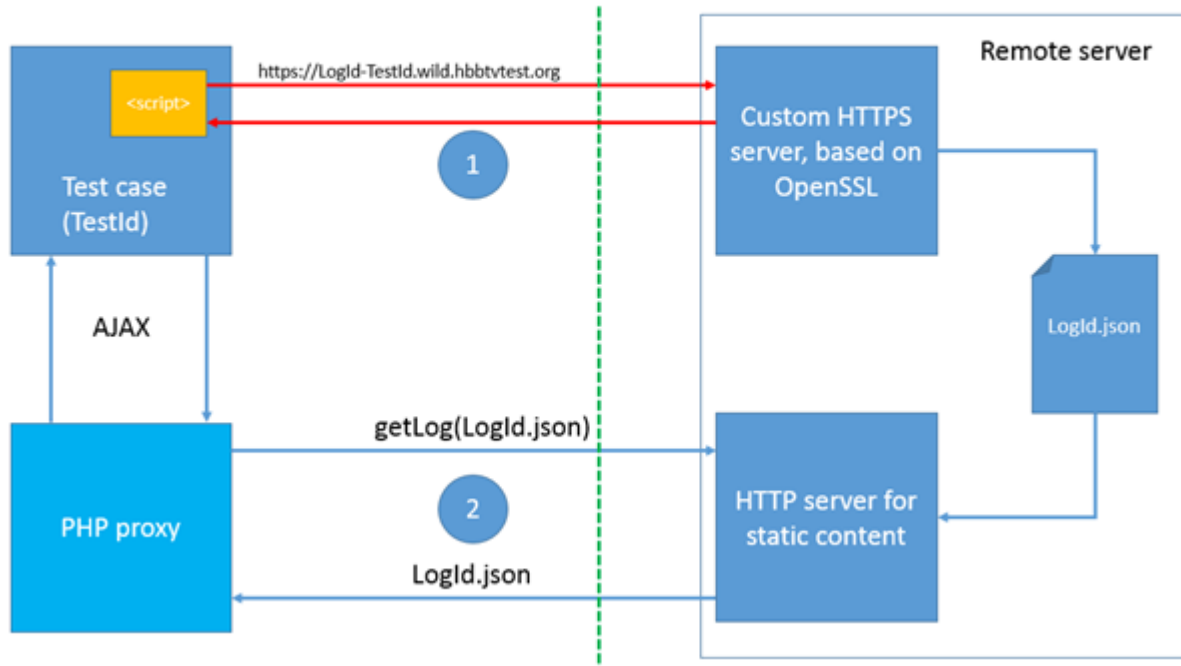 Remote server
https://LogId-TestId.wild.hbbtvtest.org
<script>
Custom HTTPS
server, based on
OpenSSL
1
Test case
(TestId)
AJAX
LogId.json
getLog(LogId.json)
PHP proxy
2
HTTP server for
static content
LogId.json